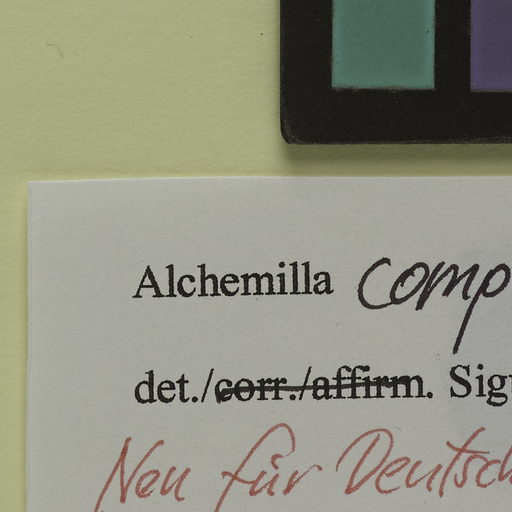 Alchemilla comp
det./corr./affirm. Sig
Neu für Deutsch